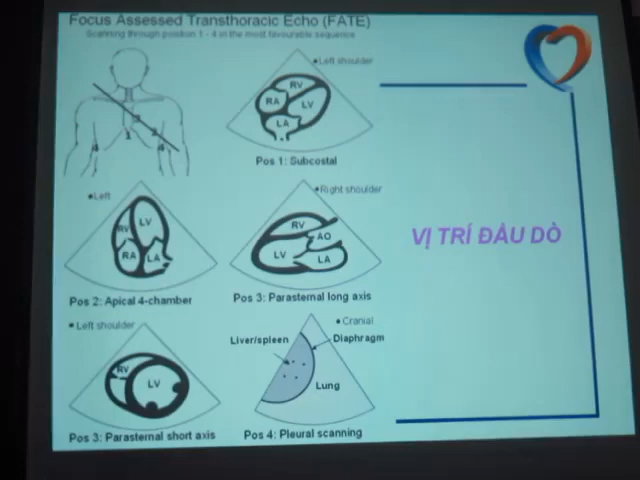 Focus Assessed Transthoracic Echo (FATE)
Scanning through position 1 - 4 in the most favourable sequence
Left shoulder
RV
RA
LV
LA
Pos 1: Subcostal
1
4
4
Left
LV
RV
RA
LA
Pos 2: Apical 4-chamber
Right shoulder
RV
AO
LV
LA
Pos 3: Parasternal long axis
VỊ TRÍ ĐẦU DÒ
Left shoulder
RV
LV
Pos 3: Parasternal short axis
Cranial
Liver/spleen
Diaphragm
Lung
Pos 4: Pleural scanning